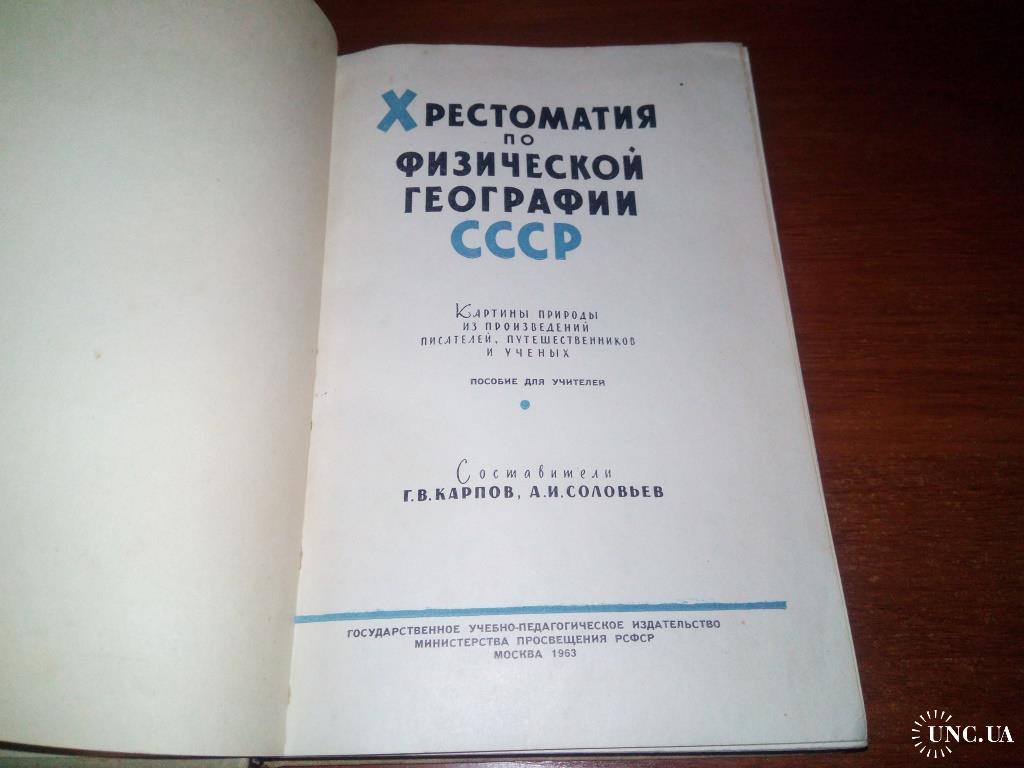 ХРЕСТОМАТИЯ
ПО
ФИЗИЧЕСКОЙ
ГЕОГРАФИИ
СССР
КАРТИНЫ ПРИРОДЫ
ИЗ ПРОИЗВЕДЕНИЙ
ПИСАТЕЛЕЙ, ПУТЕШЕСТВЕННИКОВ
И УЧЕНЫХ
ПОСОБИЕ ДЛЯ УЧИТЕЛЕЙ
Составители
Г.В.КАРПОВ, А.И.СОЛОВЬЕВ
ГОСУДАРСТВЕННОЕ УЧЕБНО-ПЕДАГОГИЧЕСКОЕ ИЗДАТЕЛЬСТВО
МИНИСТЕРСТВА ПРОСВЕЩЕНИЯ РСФСР
МОСКВА 1963
UNC.UA